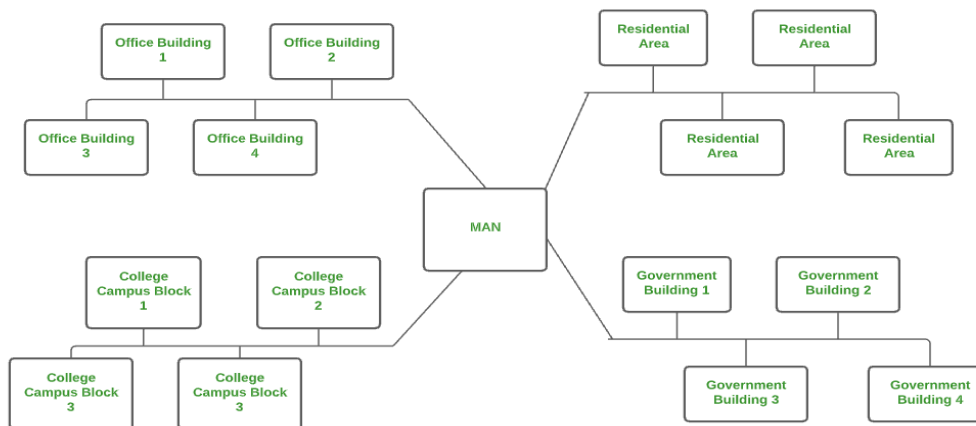 Office Building
1
Office Building
2
Office Building
3
Office Building
4
Residential
Area
Residential
Area
Residential
Area
Residential
Area
MAN
College
Campus Block
1
College
Campus Block
2
College
Campus Block
3
College
Campus Block
3
Government
Building 1
Government
Building 2
Government
Building 3
Government
Building 4